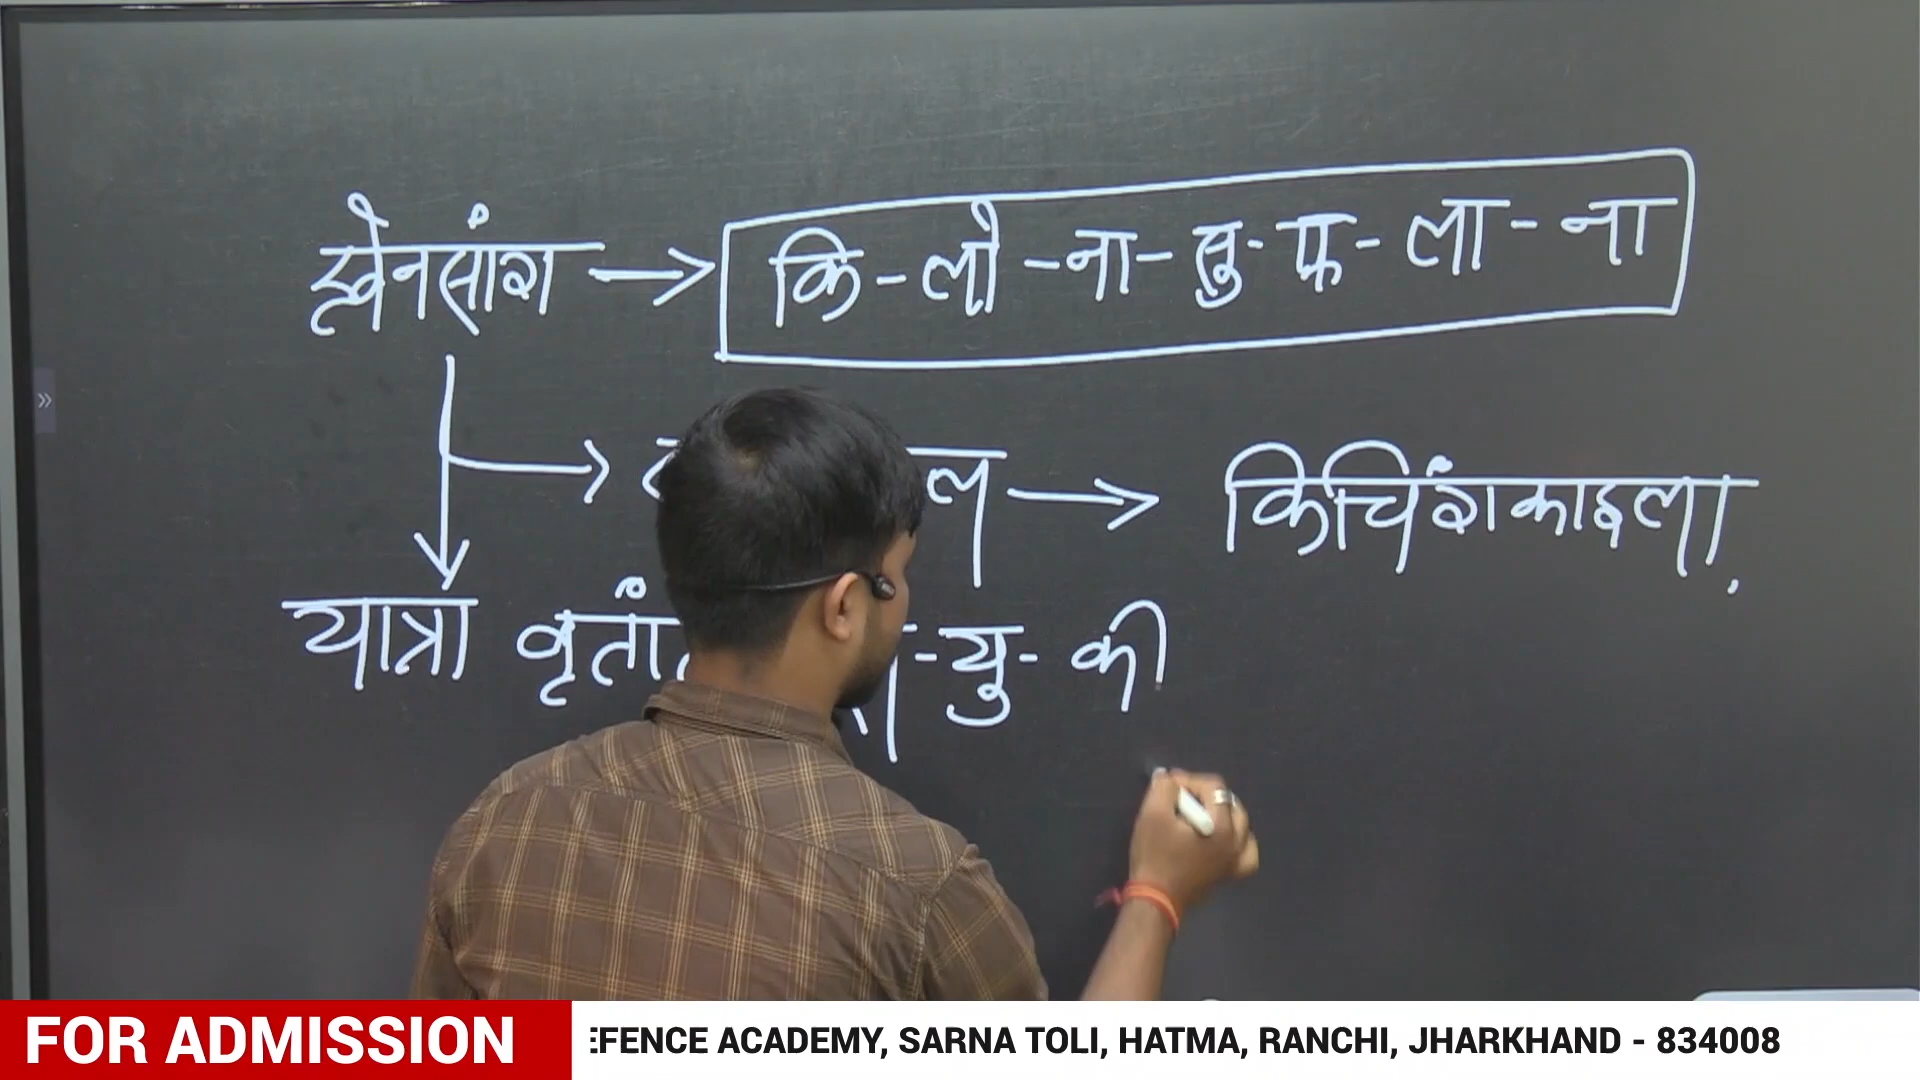 ह्वेनसांग → कि-लो-ना-सु-फ-ला-ना
→ ल → किचिंगकाइला
यात्रा वृतां -यु-की
FOR ADMISSION
EFENCE ACADEMY, SARNA TOLI, HATMA, RANCHI, JHARKHAND - 834008